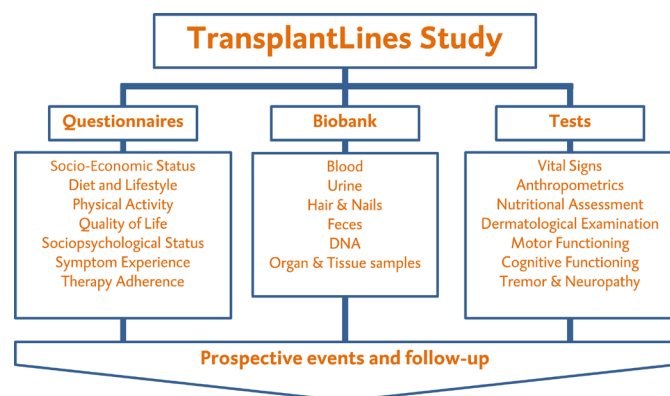 TransplantLines Study
Questionnaires
Biobank
Tests
Socio-Economic Status
Diet and Lifestyle
Physical Activity
Quality of Life
Sociopsychological Status
Symptom Experience
Therapy Adherence
Blood
Urine
Hair & Nails
Feces
DNA
Organ & Tissue samples
Vital Signs
Anthropometrics
Nutritional Assessment
Dermatological Examination
Motor Functioning
Cognitive Functioning
Tremor & Neuropathy
Prospective events and follow-up